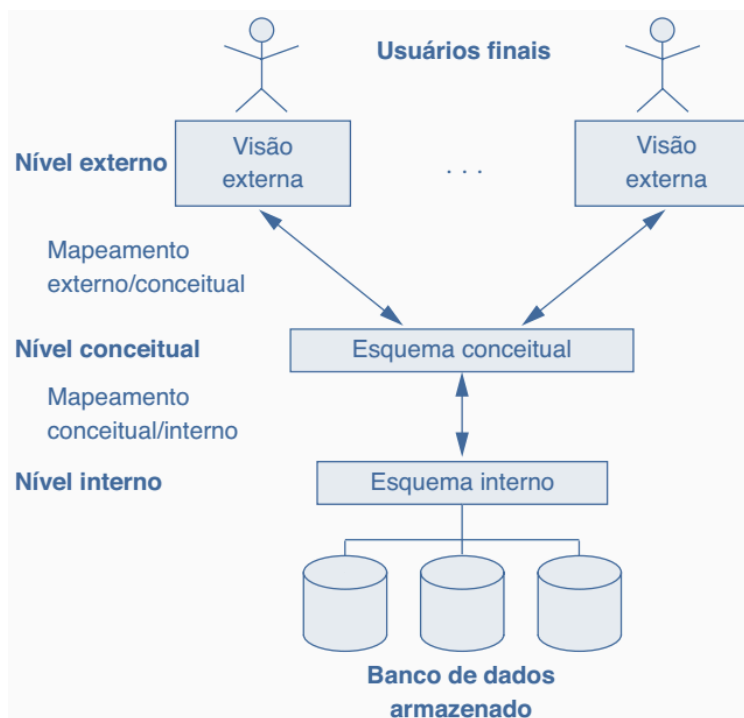 Usuários finais
Nível externo
Visão
externa
. . .
Visão
externa
Mapeamento
externo/conceitual
Nível conceitual
Esquema conceitual
Mapeamento
conceitual/interno
Nível interno
Esquema interno
Banco de dados
armazenado